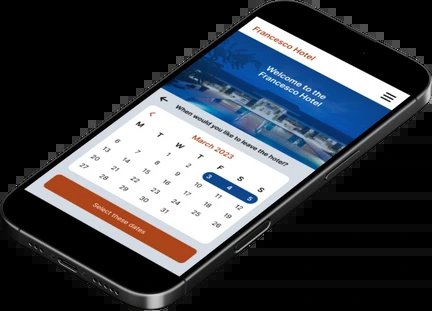 Francesco Hotel
Welcome to the
Francesco Hotel
When would you like to leave the hotel?
March 2023
M T W T F S S
1 2 3 4 5
6 7 8 9 10 11 12
13 14 15 16 17 18 19
20 21 22 23 24 25 26
27 28 29 30 31
Select these dates